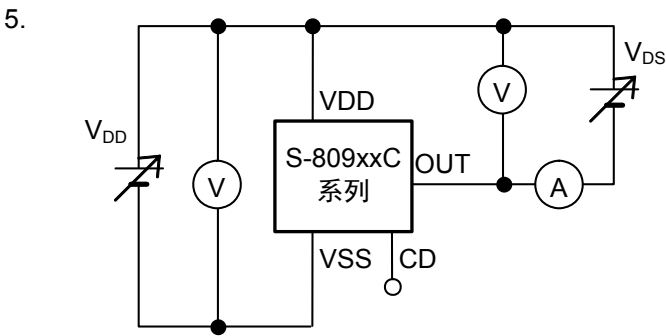 5.
V_DS
V
VDD
V_DD
S-809xxC
OUT
系列
V
A
VSS
CD